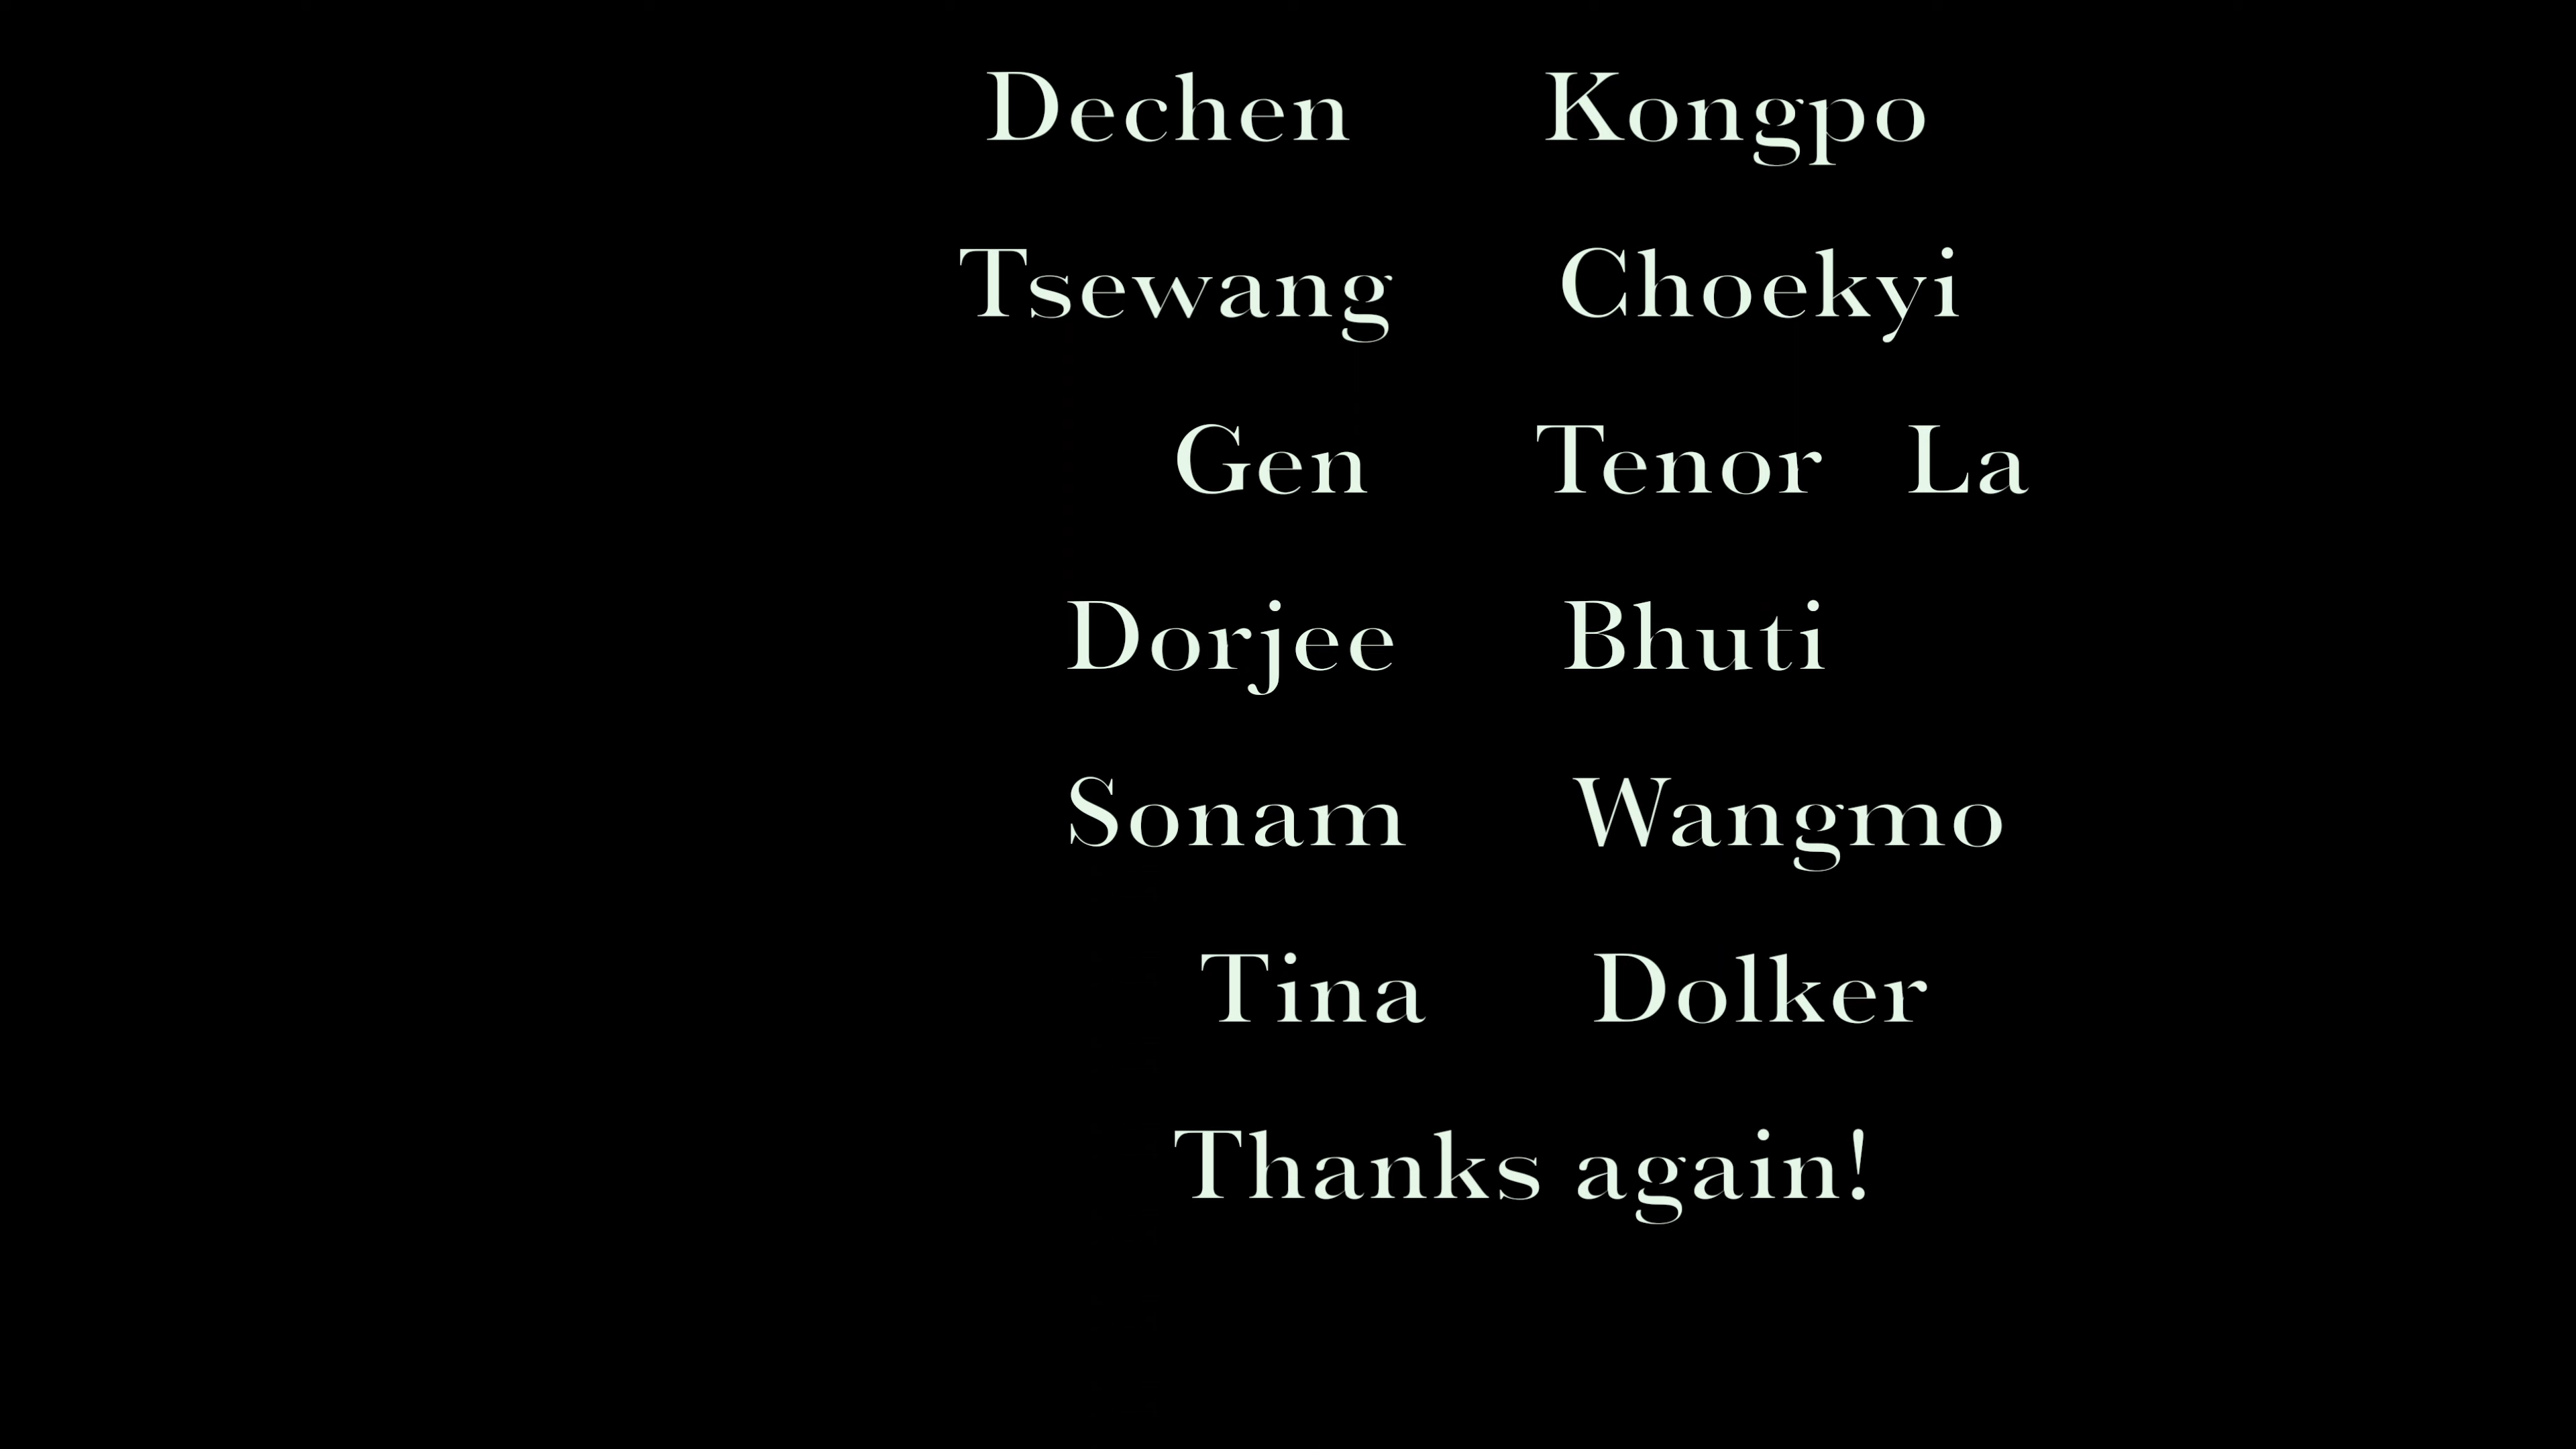 Dechen Kongpo
Tsewang Choekyi
Gen Tenor La
Dorjee Bhuti
Sonam Wangmo
Tina Dolker
Thanks again!